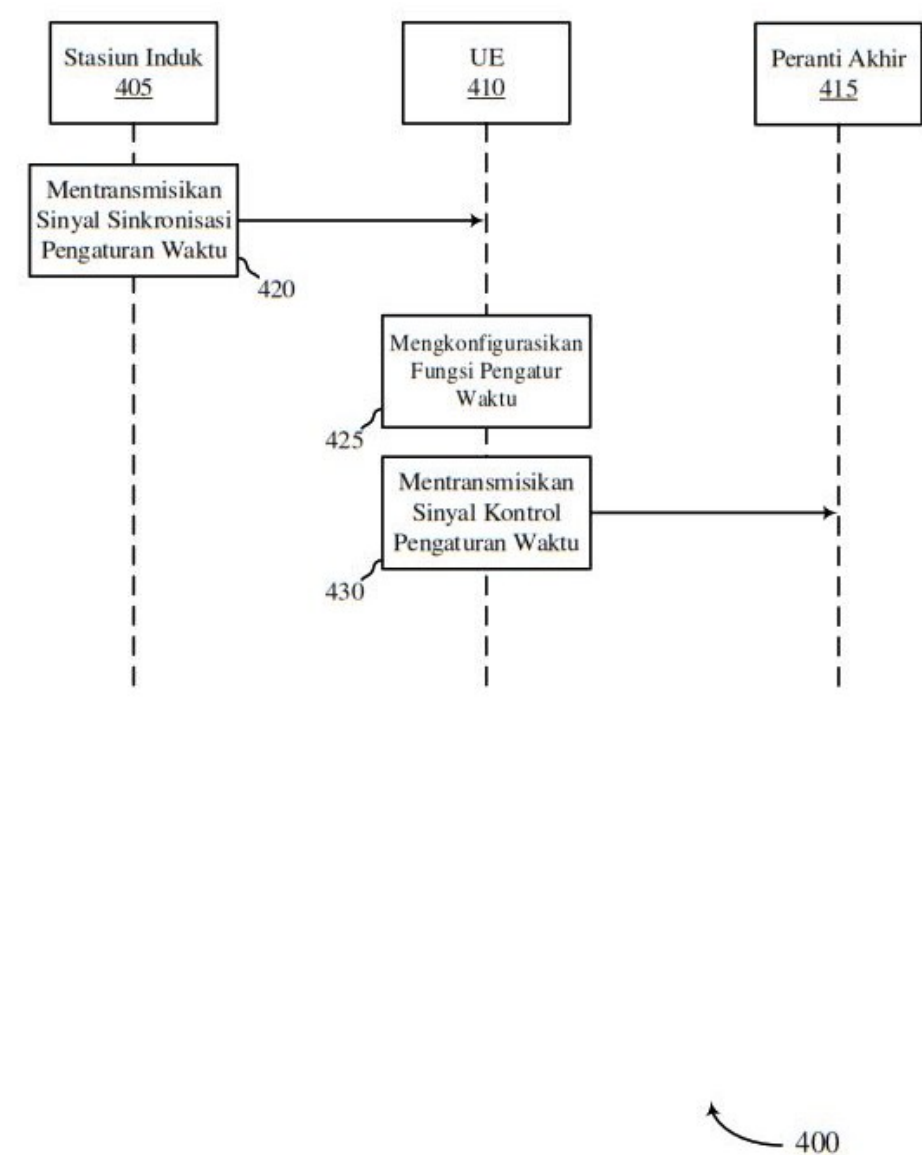 Stasiun Induk
405
UE
410
Peranti Akhir
415
Mentransmisikan
Sinyal Sinkronisasi
Pengaturan Waktu
420
Mengkonfigurasikan
Fungsi Pengatur
Waktu
425
Mentransmisikan
Sinyal Kontrol
Pengaturan Waktu
430
400